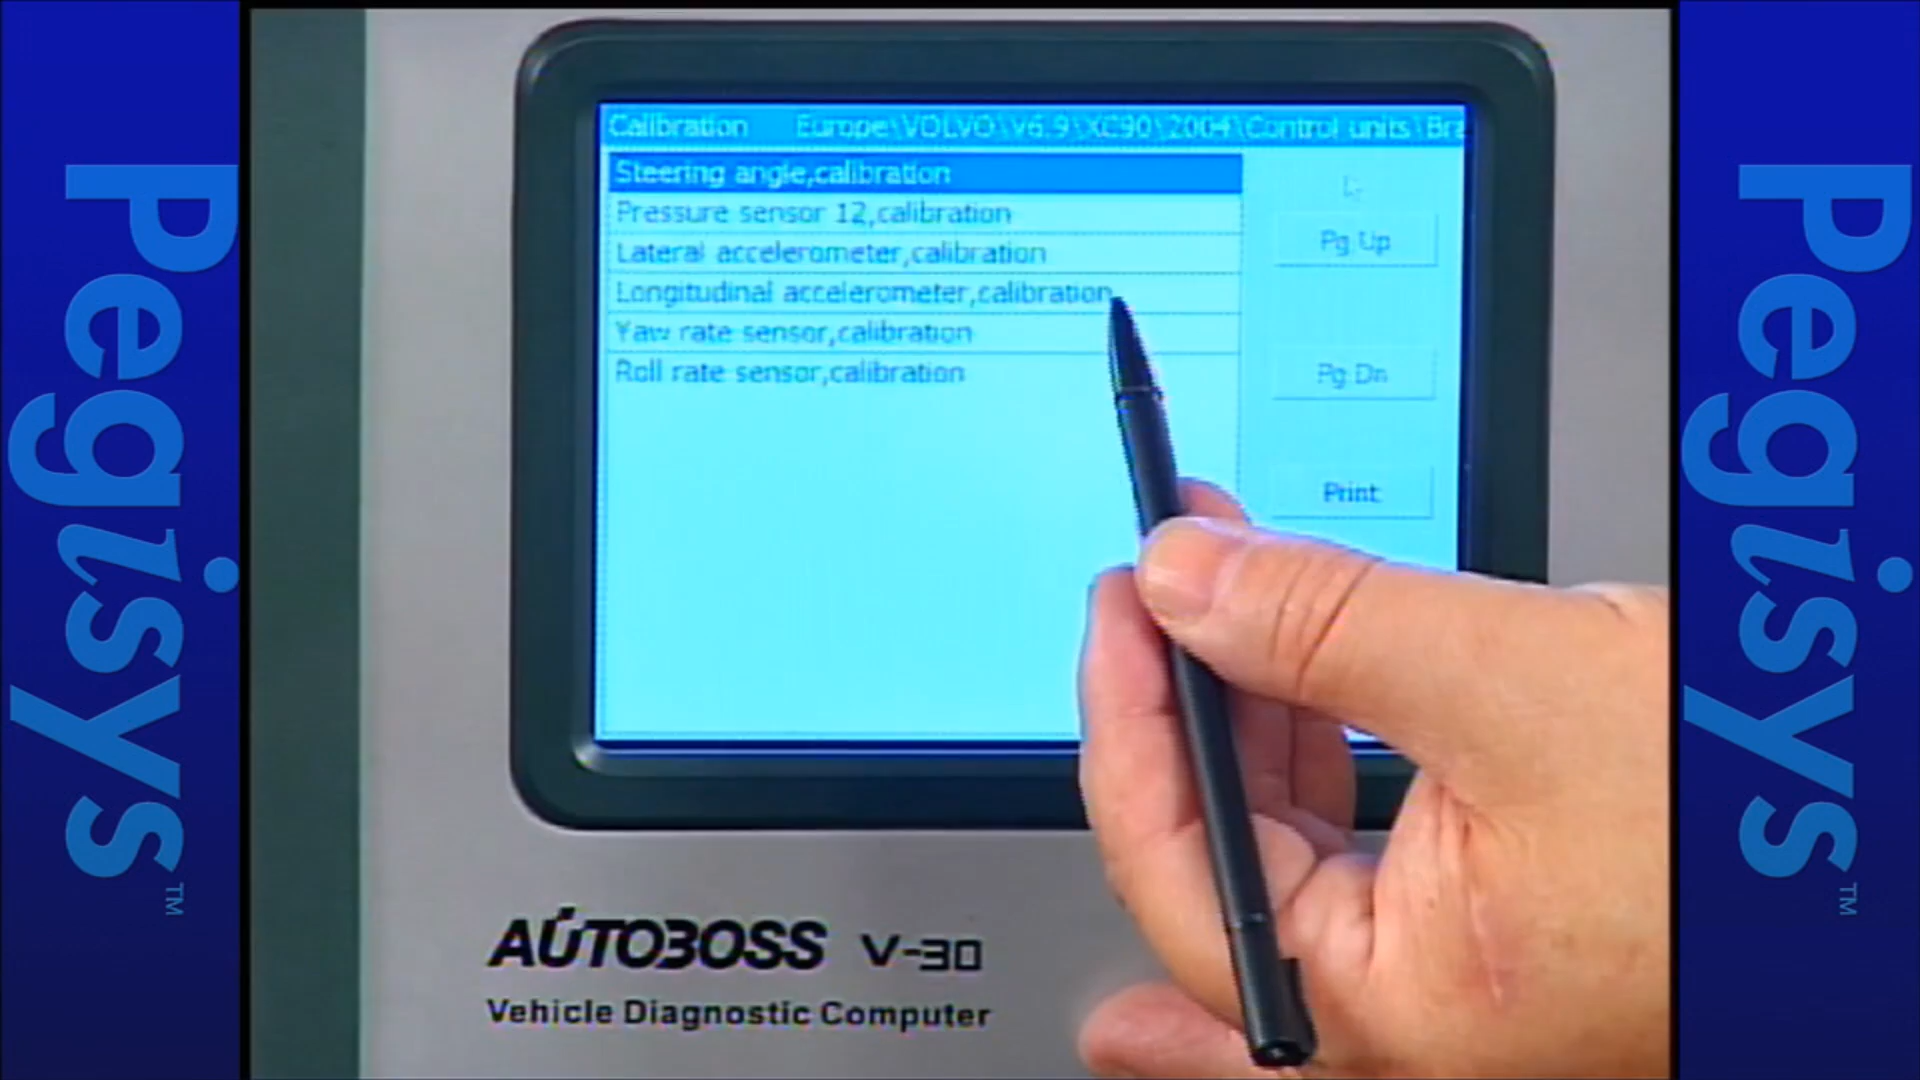 Pegisys™
Calibration Europe\VOLVO\V6.9\XC90\2004\Control units\Bra
Steering angle,calibration
Pressure sensor 12,calibration
Lateral accelerometer,calibration
Longitudinal accelerometer,calibration
Yaw rate sensor,calibration
Roll rate sensor,calibration
Pg Up
Pg Dn
Print
AUTOBOSS V-30
Vehicle Diagnostic Computer
Pegisys™